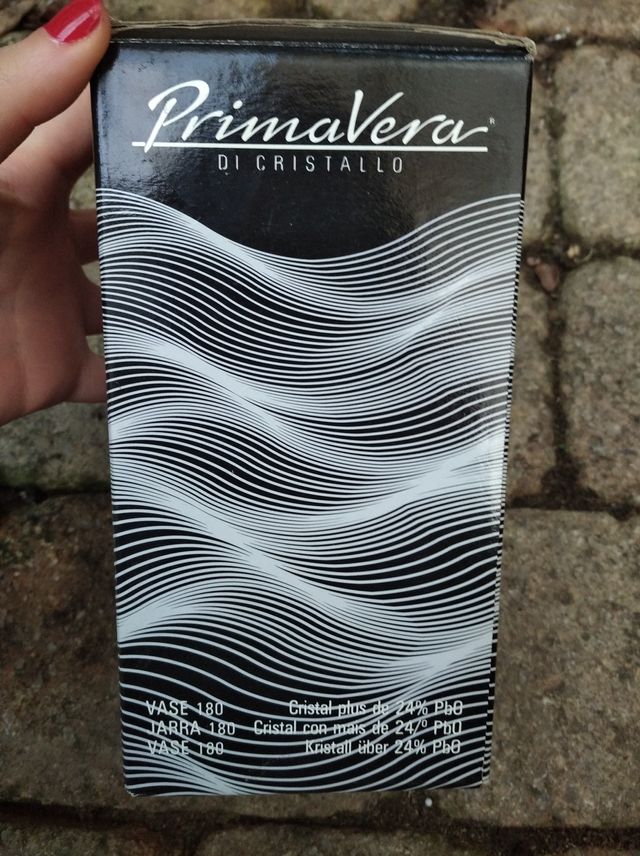 PrimaVera®
DI CRISTALLO
VASE 180 Cristal plus de 24% PbO
JARRA 180 Cristal con mais de 24% PbO
VASE 180 Kristall über 24% PbO